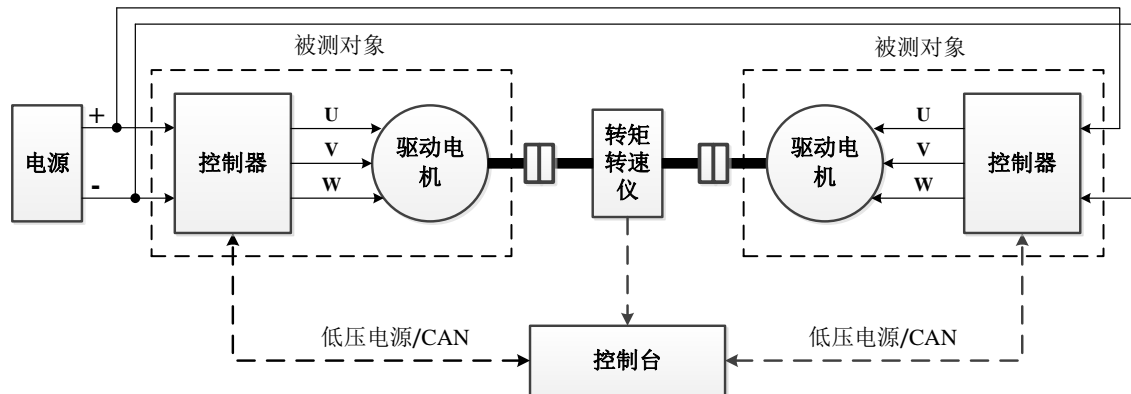 被测对象
被测对象
+
U
U
电源
控制器
V
驱动电机
转矩转速仪
驱动电机
V
控制器
-
W
W
低压电源/CAN
低压电源/CAN
控制台